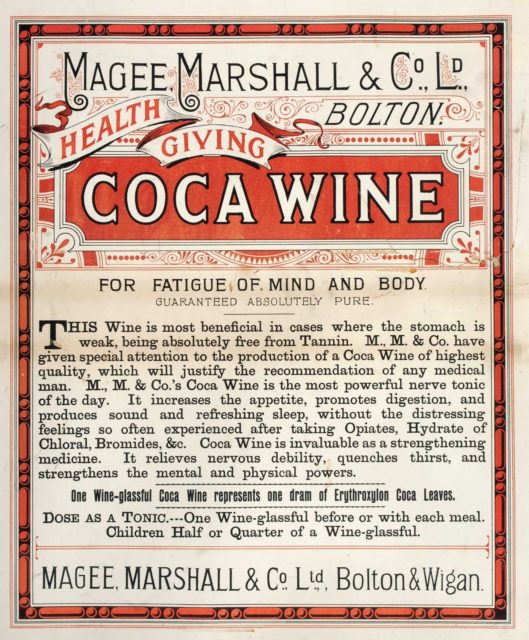 MAGEE, MARSHALL & Co., LD.,
BOLTON.
HEALTH
GIVING
COCA WINE
FOR FATIGUE OF MIND AND BODY.
GUARANTEED ABSOLUTELY PURE.
THIS Wine is most beneficial in cases where the stomach is
weak, being absolutely free from Tannin. M., M. & Co. have
given special attention to the production of a Coca Wine of highest
quality, which will justify the recommendation of any medical
man. M., M. & Co.'s Coca Wine is the most powerful nerve tonic
of the day. It increases the appetite, promotes digestion, and
produces sound and refreshing sleep, without the distressing
feelings so often experienced after taking Opiates, Hydrate of
Chloral, Bromides, &c. Coca Wine is invaluable as a strengthening
medicine. It relieves nervous debility, quenches thirst, and
strengthens the mental and physical powers.
One Wine-glassful Coca Wine represents one dram of Erythroxylon Coca Leaves.
DOSE AS A TONIC.---One Wine-glassful before or with each meal.
Children Half or Quarter of a Wine-glassful.
MAGEE, MARSHALL & Co. Ltd., Bolton & Wigan.